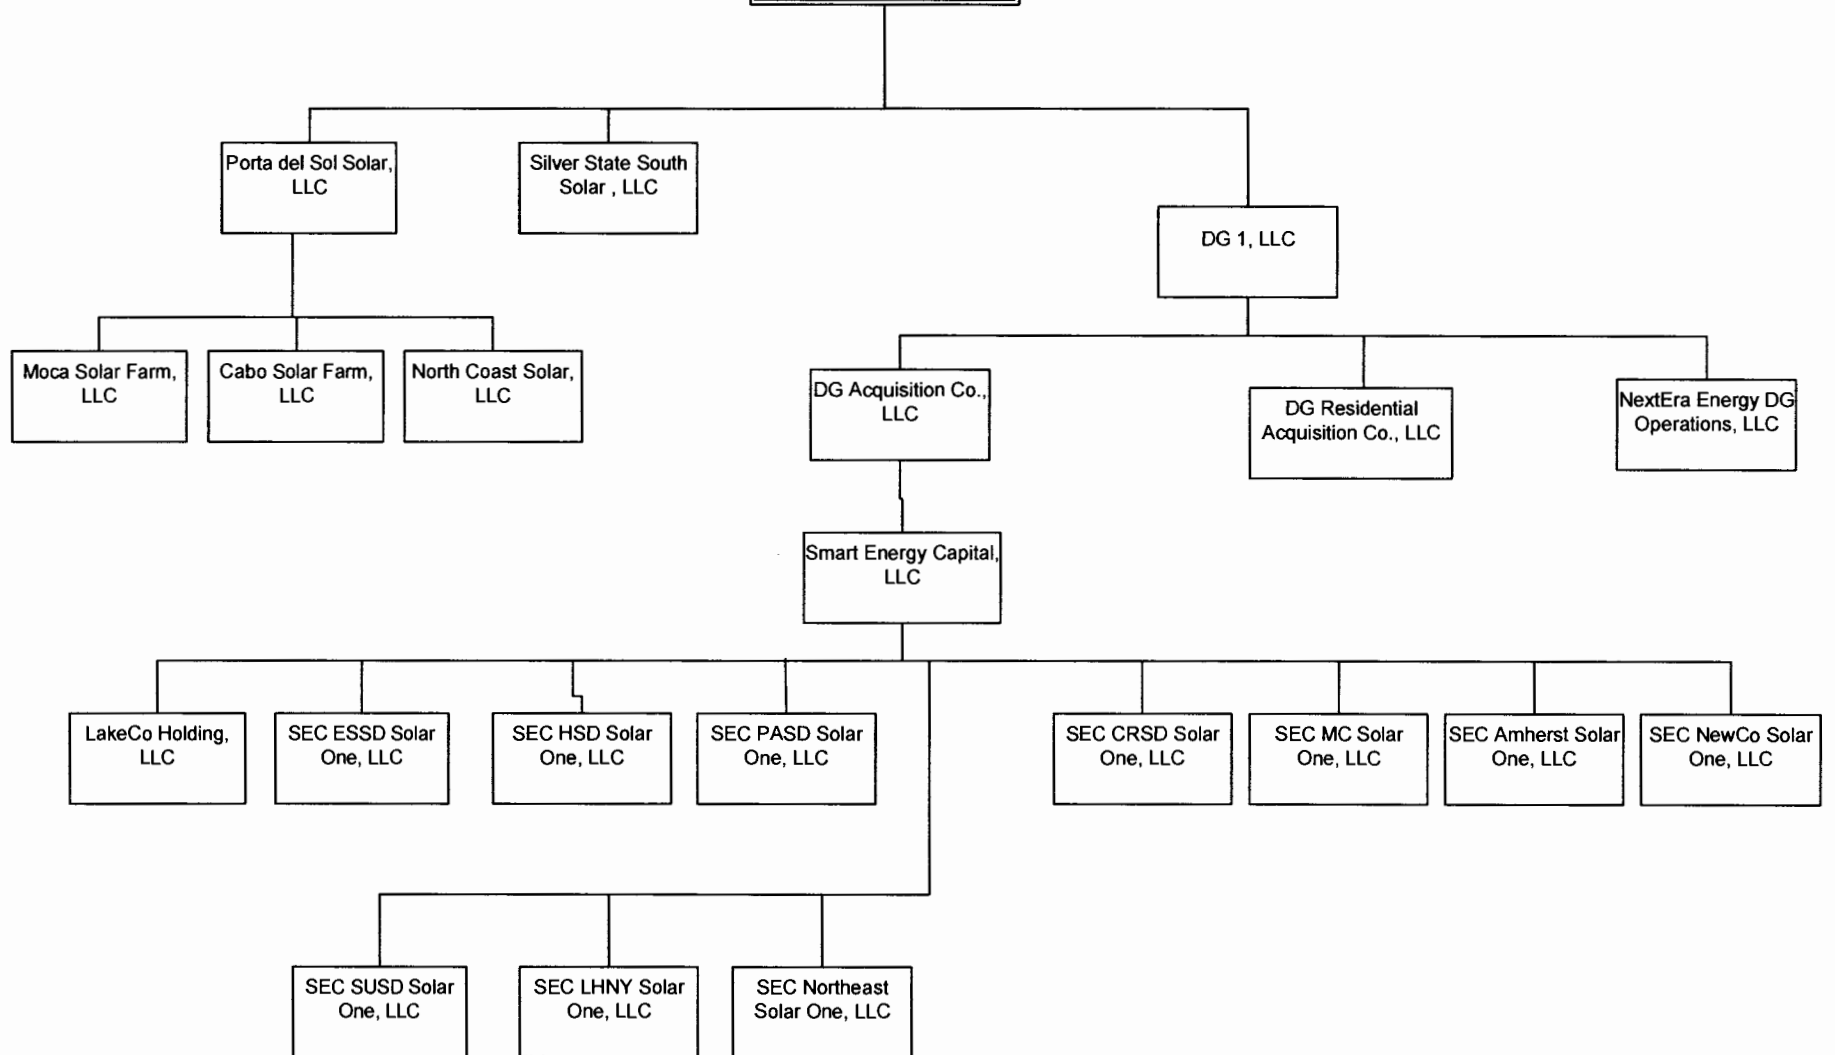 Porta del Sol Solar,
LLC
Silver State South
Solar , LLC
DG 1, LLC
Moca Solar Farm,
LLC
Cabo Solar Farm,
LLC
North Coast Solar,
LLC
DG Acquisition Co.,
LLC
DG Residential
Acquisition Co., LLC
NextEra Energy DG
Operations, LLC
Smart Energy Capital,
LLC
LakeCo Holding,
LLC
SEC ESSD Solar
One, LLC
SEC HSD Solar
One, LLC
SEC PASD Solar
One, LLC
SEC CRSD Solar
One, LLC
SEC MC Solar
One, LLC
SEC Amherst Solar
One, LLC
SEC NewCo Solar
One, LLC
SEC SUSD Solar
One, LLC
SEC LHNY Solar
One, LLC
SEC Northeast
Solar One, LLC